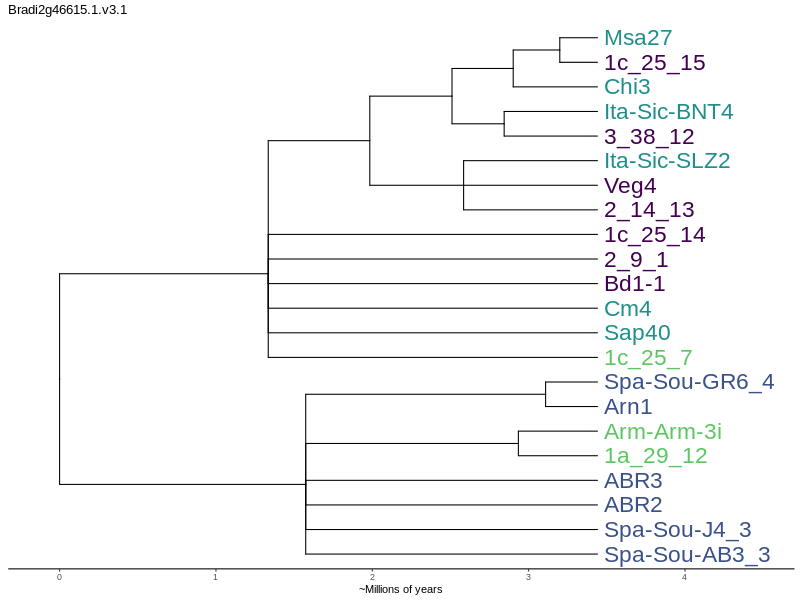 Bradi2g46615.1.v3.1
Msa27
1c_25_15
Chi3
Ita-Sic-BNT4
3_38_12
Ita-Sic-SLZ2
Veg4
2_14_13
1c_25_14
2_9_1
Bd1-1
Cm4
Sap40
1c_25_7
Spa-Sou-GR6_4
Arn1
Arm-Arm-3i
1a_29_12
ABR3
ABR2
Spa-Sou-J4_3
Spa-Sou-AB3_3
0 1 2 3 4
~Millions of years